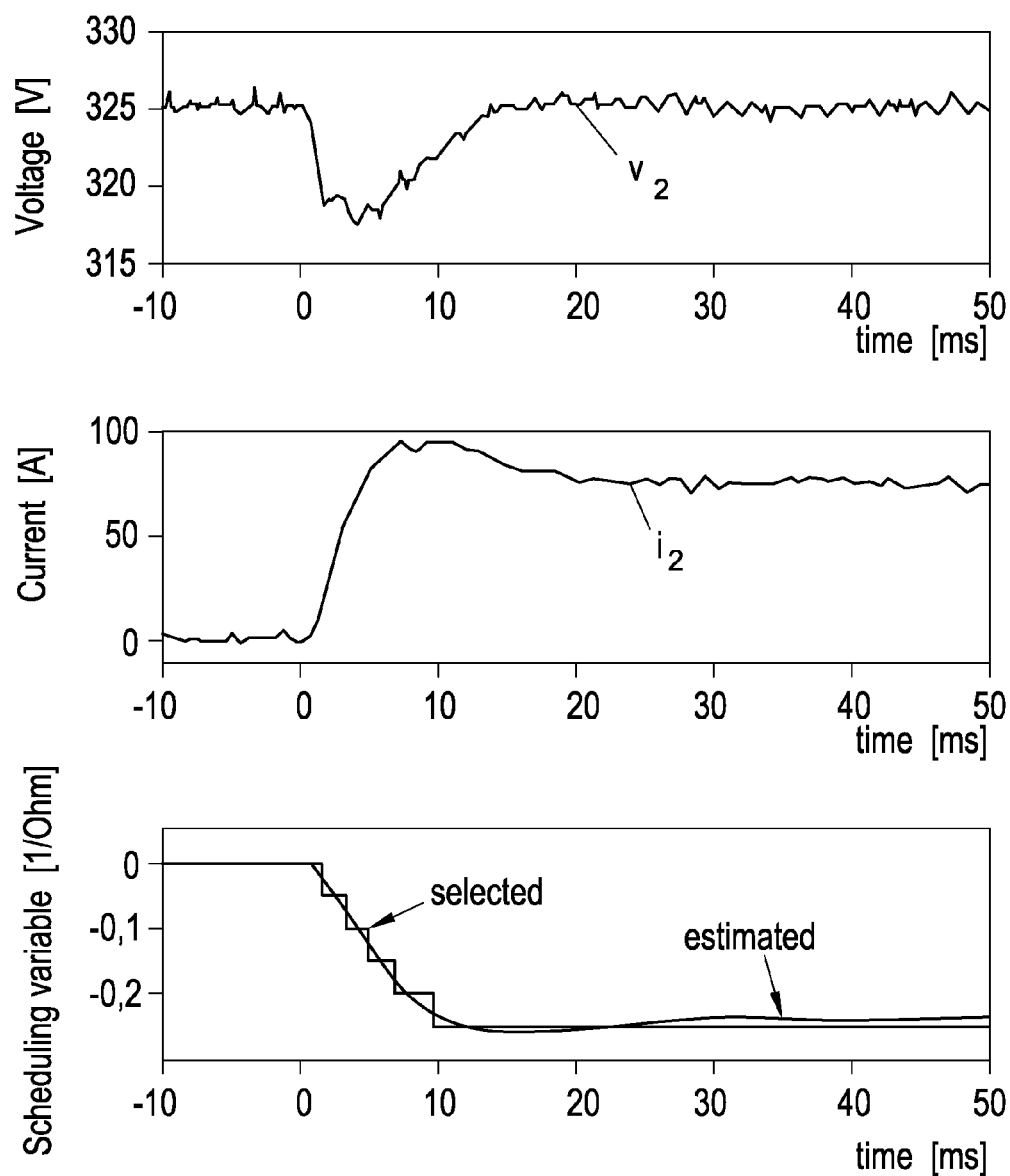 Voltage [V]
330
325
320
315
v 2
-10 0 10 20 30 40 50
time [ms]
Current [A]
100
50
0
i 2
-10 0 10 20 30 40 50
time [ms]
Scheduling variable [1/Ohm]
0
-0,1
-0,2
selected
estimated
-10 0 10 20 30 40 50
time [ms]